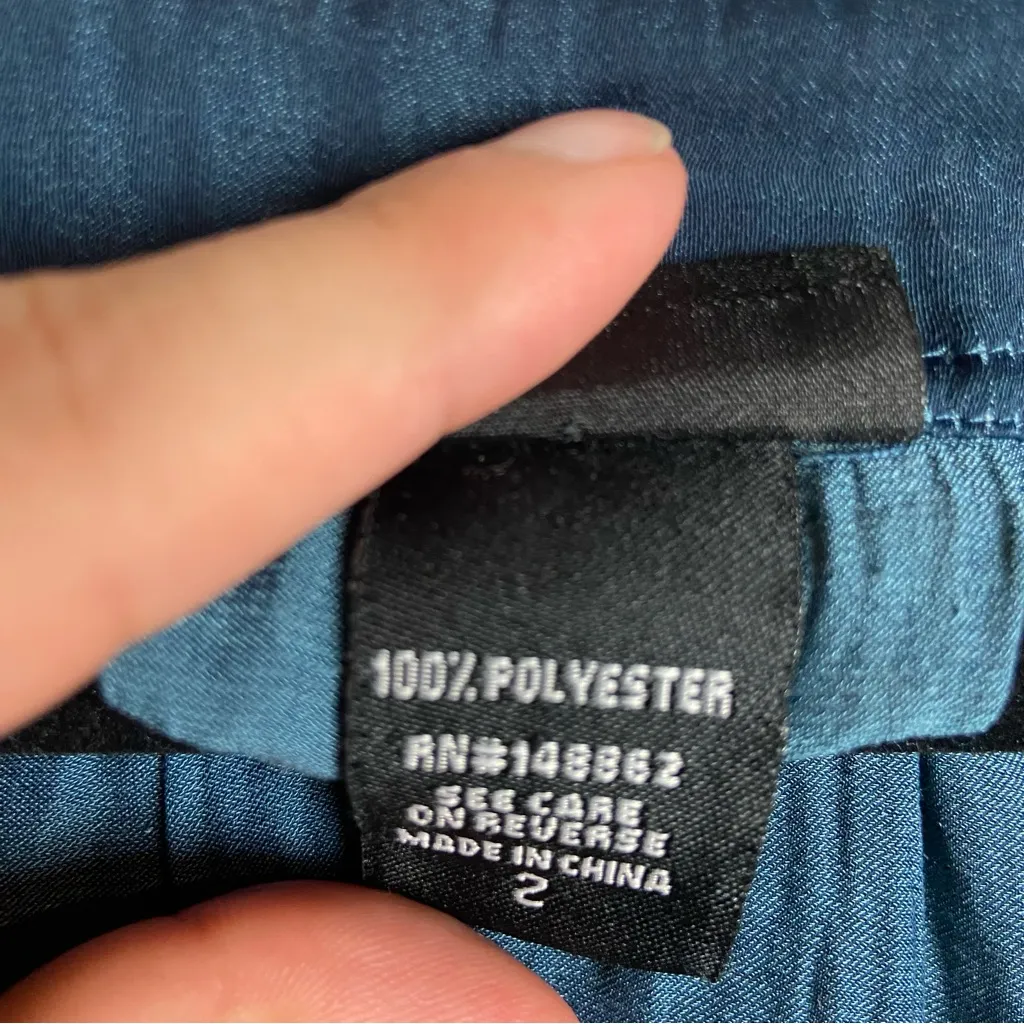 100% POLYESTER
RN#148862
SEE CARE
ON REVERSE
MADE IN CHINA
2